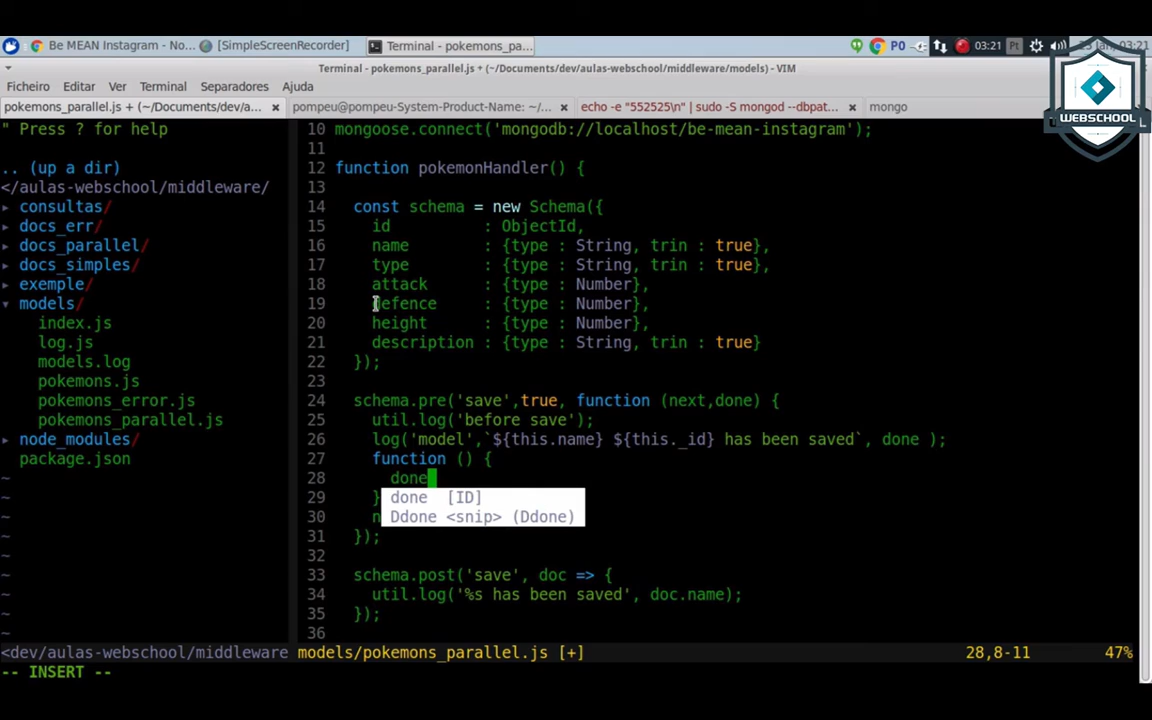 Be MEAN Instagram - No...
[SimpleScreenRecorder]
Terminal - pokemons_pa...
PO
03:21
Pt
03:21
Terminal - pokemons_parallel.js + (~/Documents/dev/aulas-webschool/middleware/models) - VIM
Ficheiro Editar Ver Terminal Separadores Ajuda
pokemons_parallel.js + (~/Documents/dev/a...
pompeu@pompeu-System-Product-Name: ~/...
echo -e "552525\n" | sudo -S mongod --dbpat...
mongo
WEBSCHOOL
" Press ? for help
.. (up a dir)
</aulas-webschool/middleware/
▸ consultas/
▸ docs_err/
▸ docs_parallel/
▸ docs_simples/
▸ exemple/
▾ models/
index.js
log.js
models.log
pokemons.js
pokemons_error.js
pokemons_parallel.js
▸ node_modules/
package.json
~
~
~
~
~
~
~
~
~
10 mongoose.connect('mongodb://localhost/be-mean-instagram');
11
12 function pokemonHandler() {
13
14 const schema = new Schema({
15 id : ObjectId,
16 name : {type : String, trin : true},
17 type : {type : String, trin : true},
18 attack : {type : Number},
19 defence : {type : Number},
20 height : {type : Number},
21 description : {type : String, trin : true}
22 });
23
24 schema.pre('save',true, function (next,done) {
25 util.log('before save');
26 log('model',`${this.name} ${this._id} has been saved`, done );
27 function () {
28 done
29 }
30 n
31 });
32
33 schema.post('save', doc => {
34 util.log('%s has been saved', doc.name);
35 });
36
done [ID]
Ddone <snip> (Ddone)
<dev/aulas-webschool/middleware models/pokemons_parallel.js [+] 28,8-11 47%
-- INSERT --